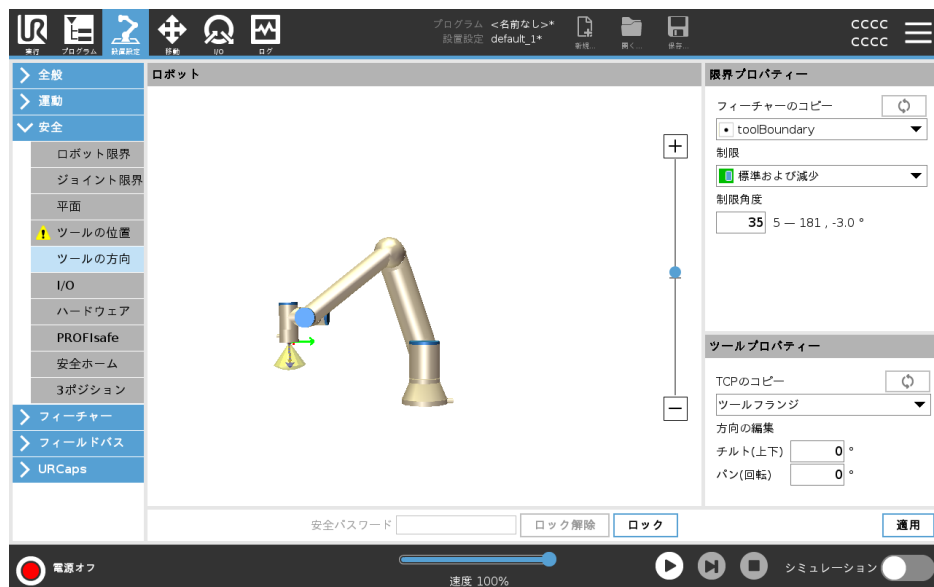 UR
実行
プログラム
設置設定
移動
I/O
ログ
プログラム <名前なし>*
設置設定 default_1*
新規...
開く...
保存...
CCCC
CCCC
全般
運動
安全
ロボット限界
ジョイント限界
平面
ツールの位置
ツールの方向
I/O
ハードウェア
PROFIsafe
安全ホーム
3ポジション
フィーチャー
フィールドバス
URCaps
ロボット
限界プロパティー
フィーチャーのコピー
toolBoundary
制限
標準および減少
制限角度
35 5 — 181 , -3.0 °
ツールプロパティー
TCPのコピー
ツールフランジ
方向の編集
チルト(上下) 0 °
パン(回転) 0 °
安全パスワード ロック解除 ロック 適用
電源オフ
速度 100%
シミュレーション